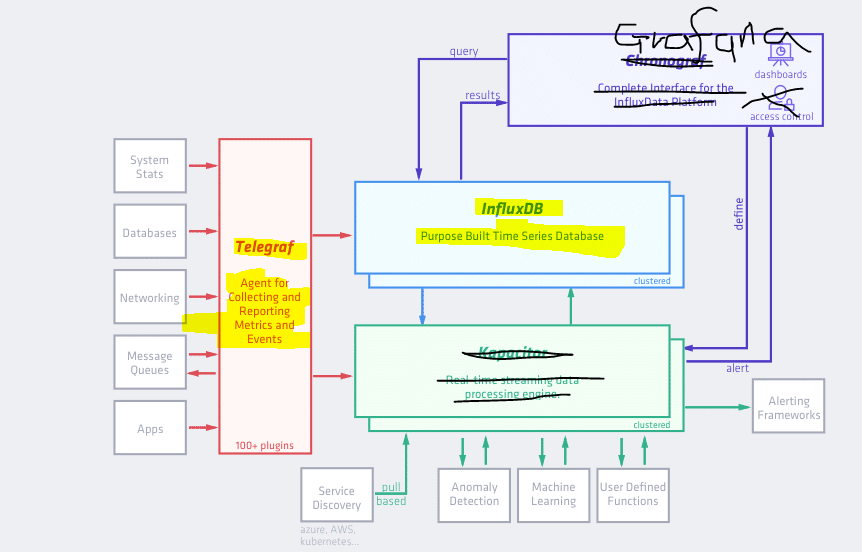 Grafana
query
Chronograf
dashboards
Complete Interface for the
InfluxData Platform
results
access control
System
Stats
InfluxDB
Databases
Purpose Built Time Series Database
define
Telegraf
Agent for
Collecting and
Reporting
Metrics and
Events
clustered
Networking
Message
Queues
Kapacitor
alert
Real-time streaming data
processing engine.
Alerting
Frameworks
Apps
clustered
100+ plugins
Service
Discovery
pull
based
Anomaly
Detection
Machine
Learning
User Defined
Functions
azure, AWS,
kubernetes...